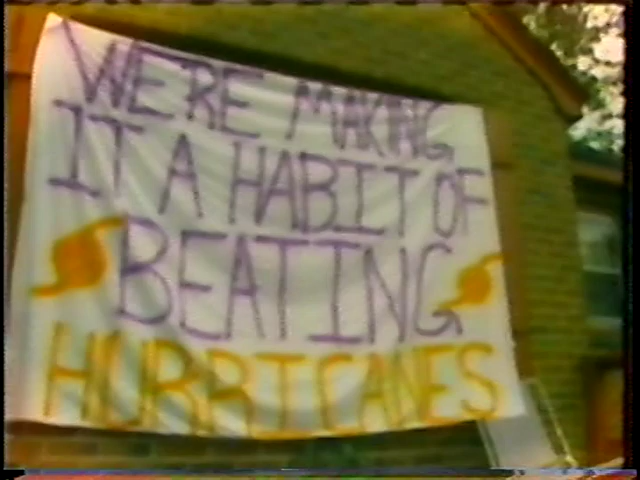 WE'RE MAKING
IT A HABIT OF
BEATING
HURRICANES